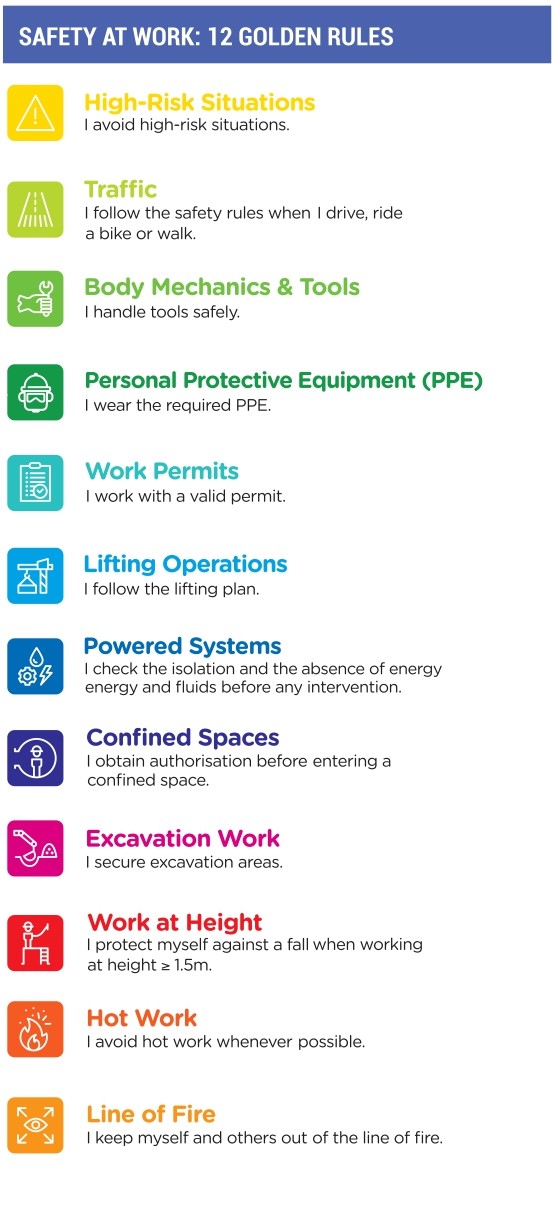 SAFETY AT WORK: 12 GOLDEN RULES
High-Risk Situations
I avoid high-risk situations.
Traffic
I follow the safety rules when I drive, ride
a bike or walk.
Body Mechanics & Tools
I handle tools safely.
Personal Protective Equipment (PPE)
I wear the required PPE.
Work Permits
I work with a valid permit.
Lifting Operations
I follow the lifting plan.
Powered Systems
I check the isolation and the absence of energy
energy and fluids before any intervention.
Confined Spaces
I obtain authorisation before entering a
confined space.
Excavation Work
I secure excavation areas.
Work at Height
I protect myself against a fall when working
at height ≥ 1.5m.
Hot Work
I avoid hot work whenever possible.
Line of Fire
I keep myself and others out of the line of fire.